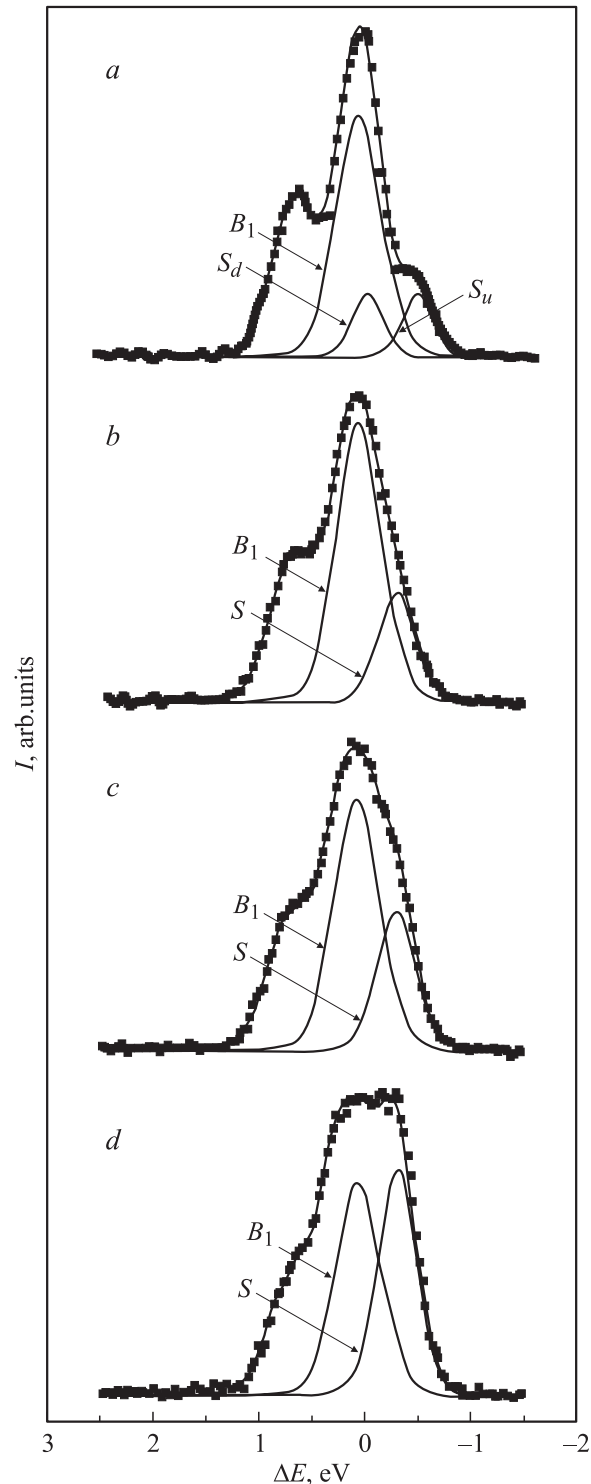 a
B1
Sd
Su
b
B1
S
c
B1
S
d
B1
S
I, arb.units
3 2 1 0 –1 –2
ΔE, eV